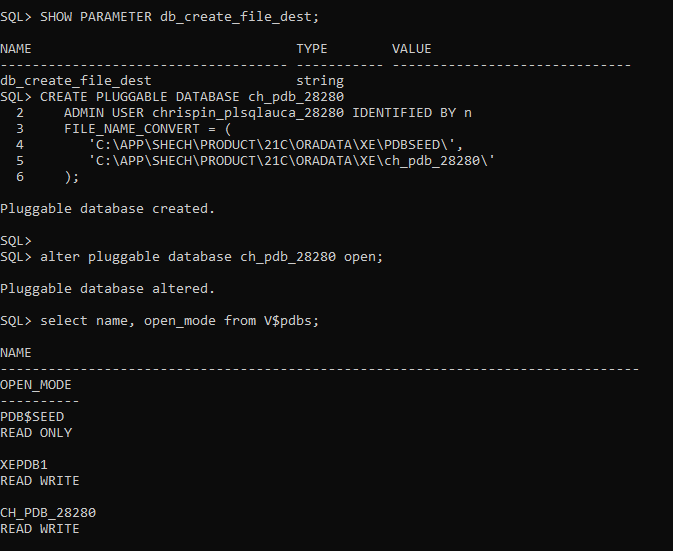 SQL> SHOW PARAMETER db_create_file_dest;
NAME                                 TYPE        VALUE
------------------------------------ ----------- ------------------------------
db_create_file_dest                  string
SQL> CREATE PLUGGABLE DATABASE ch_pdb_28280
  2     ADMIN USER chrispin_plsqlauca_28280 IDENTIFIED BY n
  3     FILE_NAME_CONVERT = (
  4        'C:\APP\SHECH\PRODUCT\21C\ORADATA\XE\PDBSEED\',
  5        'C:\APP\SHECH\PRODUCT\21C\ORADATA\XE\ch_pdb_28280\'
  6     );
Pluggable database created.
SQL>
SQL> alter pluggable database ch_pdb_28280 open;
Pluggable database altered.
SQL> select name, open_mode from V$pdbs;
NAME
--------------------------------------------------------------------------------
OPEN_MODE
----------
PDB$SEED
READ ONLY
XEPDB1
READ WRITE
CH_PDB_28280
READ WRITE